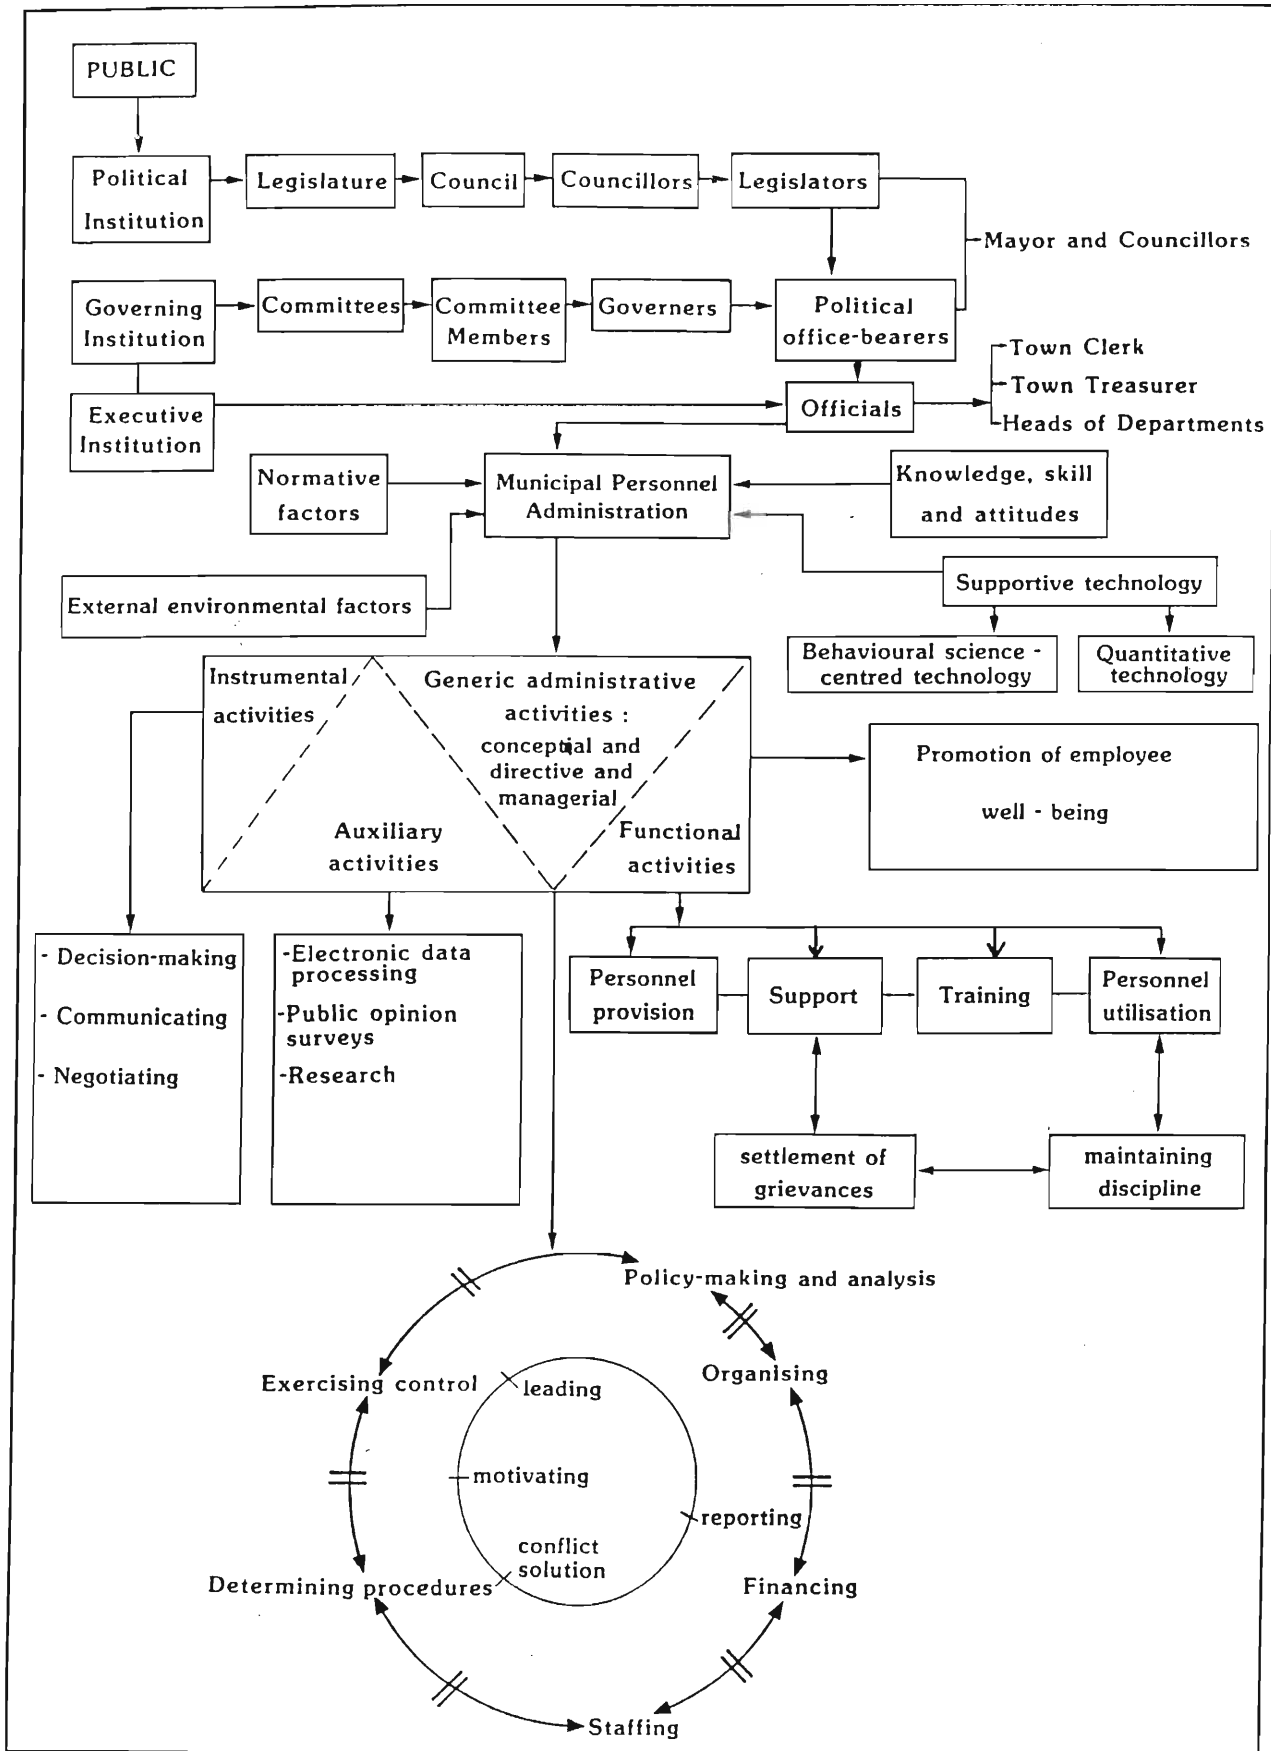 PUBLIC
Political
Institution
Legislature
Council
Councillors
Legislators
Mayor and Councillors
Governing
Institution
Committees
Committee
Members
Governers
Political
office-bearers
Town Clerk
Town Treasurer
Heads of Departments
Executive
Institution
Officials
Normative
factors
Municipal Personnel
Administration
Knowledge, skill
and attitudes
External environmental factors
Supportive technology
Behavioural science -
centred technology
Quantitative
technology
Instrumental
activities
Generic administrative
activities :
conceptial and
directive and
managerial
Auxiliary
activities
Functional
activities
Promotion of employee
well - being
- Decision-making
- Communicating
- Negotiating
-Electronic data
processing
-Public opinion
surveys
-Research
Personnel
provision
Support
Training
Personnel
utilisation
settlement of
grievances
maintaining
discipline
Policy-making and analysis
Organising
Financing
Staffing
Determining procedures
Exercising control
leading
motivating
reporting
conflict
solution